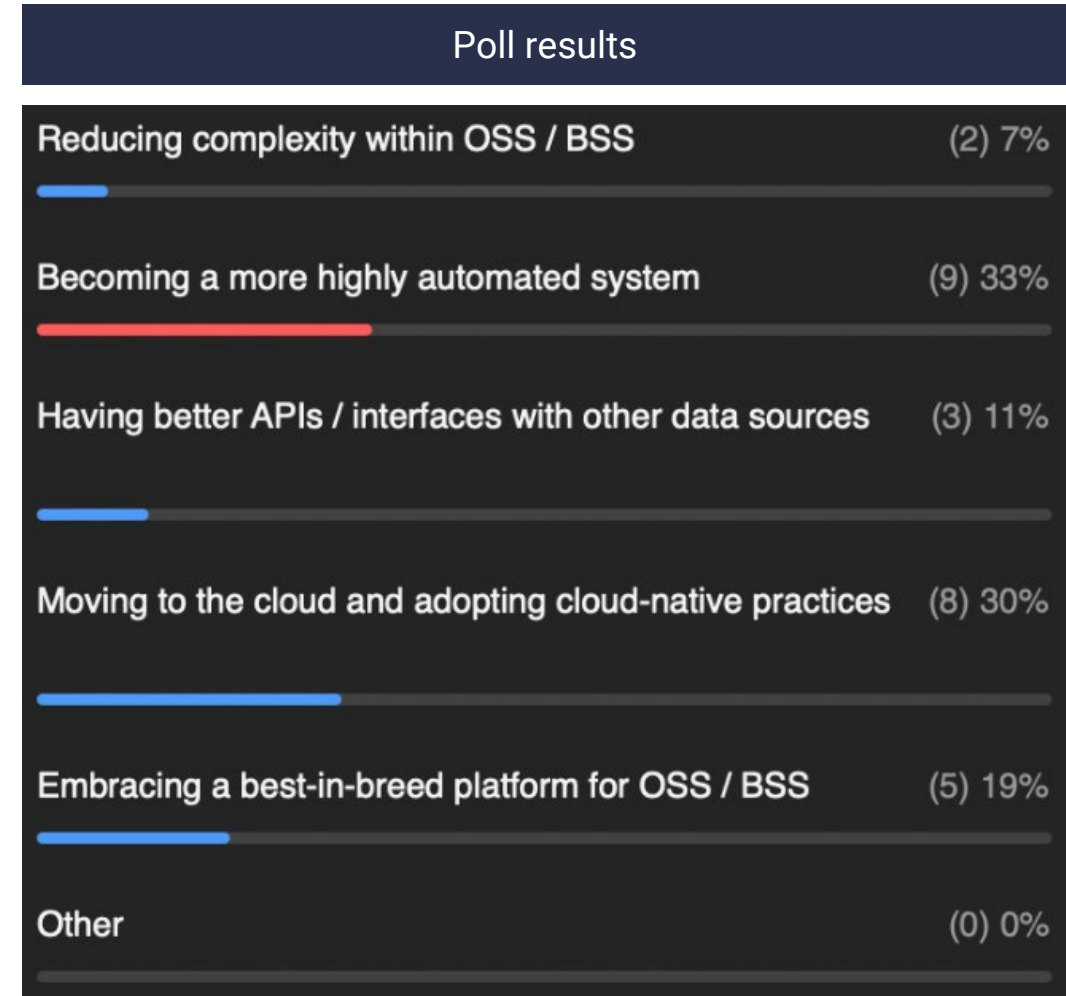 Poll results
Reducing complexity within OSS / BSS (2) 7%
Becoming a more highly automated system (9) 33%
Having better APIs / interfaces with other data sources (3) 11%
Moving to the cloud and adopting cloud-native practices (8) 30%
Embracing a best-in-breed platform for OSS / BSS (5) 19%
Other (0) 0%